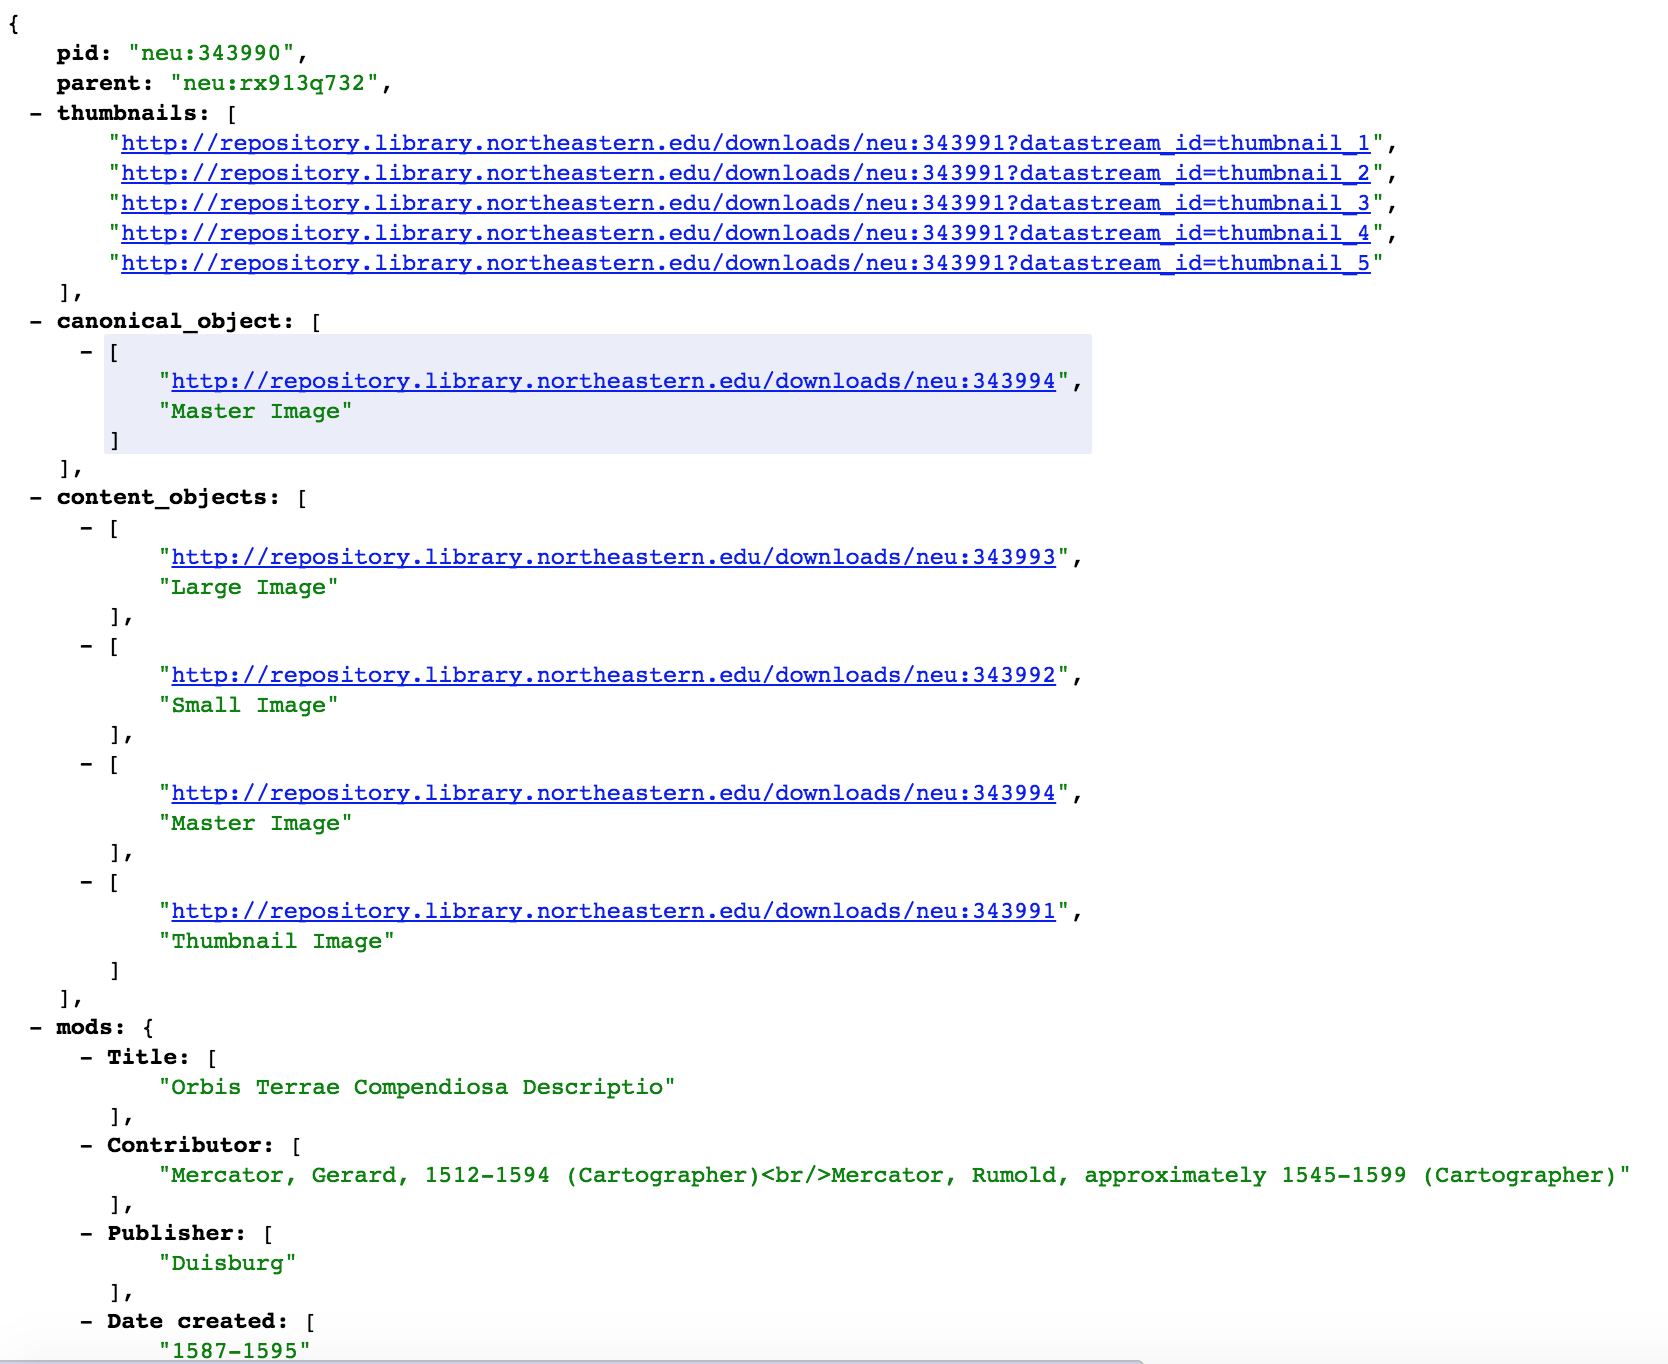 {
pid: "neu:343990",
parent: "neu:rx913q732",
- thumbnails: [
"http://repository.library.northeastern.edu/downloads/neu:343991?datastream_id=thumbnail_1",
"http://repository.library.northeastern.edu/downloads/neu:343991?datastream_id=thumbnail_2",
"http://repository.library.northeastern.edu/downloads/neu:343991?datastream_id=thumbnail_3",
"http://repository.library.northeastern.edu/downloads/neu:343991?datastream_id=thumbnail_4",
"http://repository.library.northeastern.edu/downloads/neu:343991?datastream_id=thumbnail_5"
],
- canonical_object: [
- [
"http://repository.library.northeastern.edu/downloads/neu:343994",
"Master Image"
]
],
- content_objects: [
- [
"http://repository.library.northeastern.edu/downloads/neu:343993",
"Large Image"
],
- [
"http://repository.library.northeastern.edu/downloads/neu:343992",
"Small Image"
],
- [
"http://repository.library.northeastern.edu/downloads/neu:343994",
"Master Image"
],
- [
"http://repository.library.northeastern.edu/downloads/neu:343991",
"Thumbnail Image"
]
],
- mods: {
- Title: [
"Orbis Terrae Compendiosa Descriptio"
],
- Contributor: [
"Mercator, Gerard, 1512-1594 (Cartographer)<br/>Mercator, Rumold, approximately 1545-1599 (Cartographer)"
],
- Publisher: [
"Duisburg"
],
- Date created: [
"1587-1595"